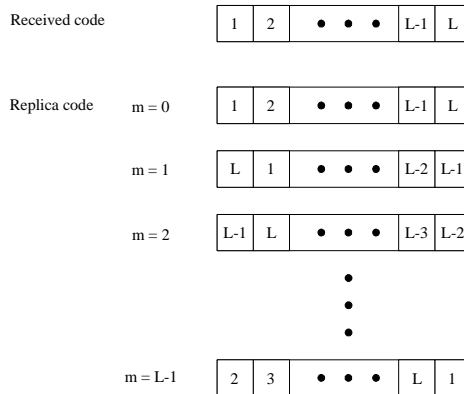 Received code 1 2 • • • L-1 L
Replica code m = 0 1 2 • • • L-1 L
m = 1 L 1 • • • L-2 L-1
m = 2 L-1 L • • • L-3 L-2
m = L-1 2 3 • • • L 1